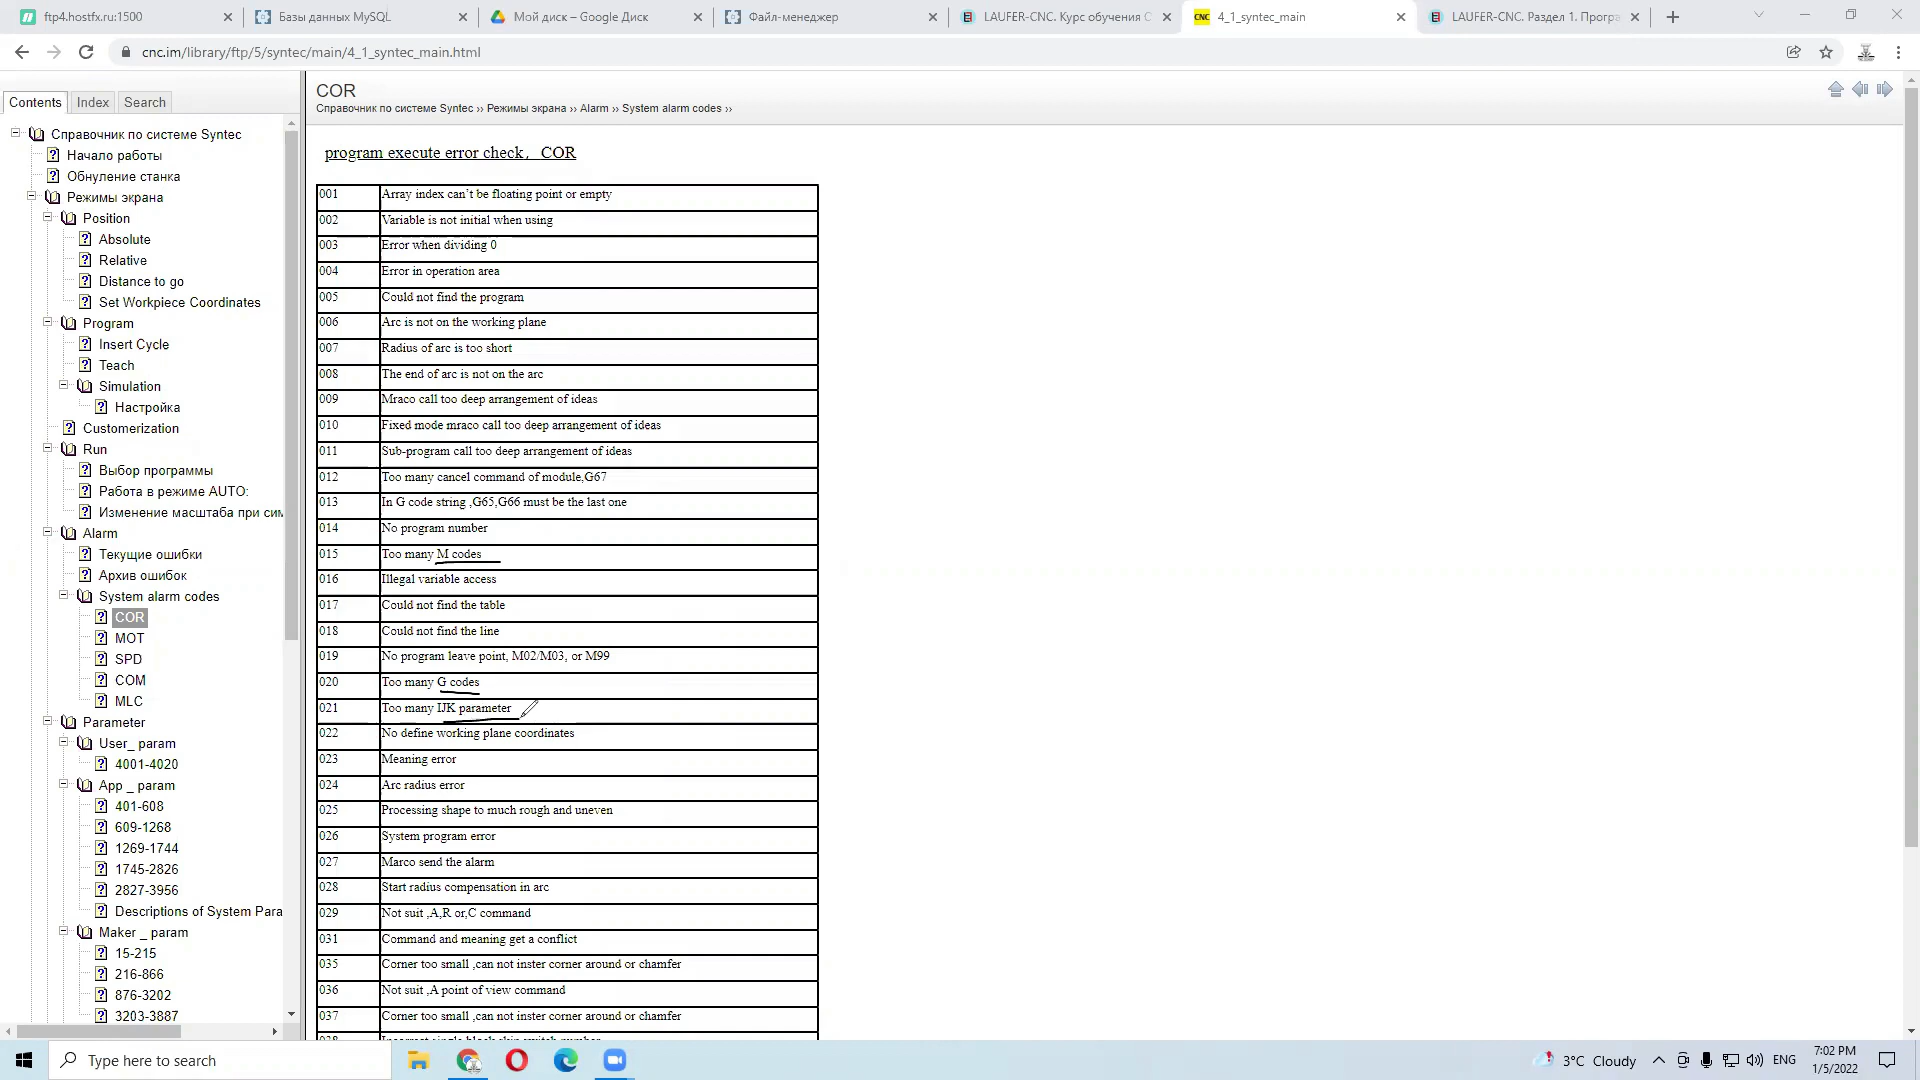 ftp4.hostfx.ru:1500
Базы данных MySQL
Мой диск – Google Диск
Файл-менеджер
LAUFER-CNC. Курс обучения С
CNC 4_1_syntec_main
LAUFER-CNC. Раздел 1. Програ
cnc.im/library/ftp/5/syntec/main/4_1_syntec_main.html
Contents Index Search
Справочник по системе Syntec
Начало работы
Обнуление станка
Режимы экрана
Position
Absolute
Relative
Distance to go
Set Workpiece Coordinates
Program
Insert Cycle
Teach
Simulation
Настройка
Customerization
Run
Выбор программы
Работа в режиме AUTO:
Изменение масштаба при сим
Alarm
Текущие ошибки
Архив ошибок
System alarm codes
COR
MOT
SPD
COM
MLC
Parameter
User_ param
4001-4020
App _ param
401-608
609-1268
1269-1744
1745-2826
2827-3956
Descriptions of System Para
Maker _ param
15-215
216-866
876-3202
3203-3887
COR
Справочник по системе Syntec ›› Режимы экрана ›› Alarm ›› System alarm codes ››
program execute error check，COR
001 Array index can’t be floating point or empty
002 Variable is not initial when using
003 Error when dividing 0
004 Error in operation area
005 Could not find the program
006 Arc is not on the working plane
007 Radius of arc is too short
008 The end of arc is not on the arc
009 Mraco call too deep arrangement of ideas
010 Fixed mode mraco call too deep arrangement of ideas
011 Sub-program call too deep arrangement of ideas
012 Too many cancel command of module,G67
013 In G code string ,G65,G66 must be the last one
014 No program number
015 Too many M codes
016 Illegal variable access
017 Could not find the table
018 Could not find the line
019 No program leave point, M02/M03, or M99
020 Too many G codes
021 Too many IJK parameter
022 No define working plane coordinates
023 Meaning error
024 Arc radius error
025 Processing shape to much rough and uneven
026 System program error
027 Marco send the alarm
028 Start radius compensation in arc
029 Not suit ,A,R or,C command
031 Command and meaning get a conflict
035 Corner too small ,can not inster corner around or chamfer
036 Not suit ,A point of view command
037 Corner too small ,can not inster corner around or chamfer
038 Incorrect single block skip switch number
Type here to search
3°C Cloudy
ENG
7:02 PM
1/5/2022